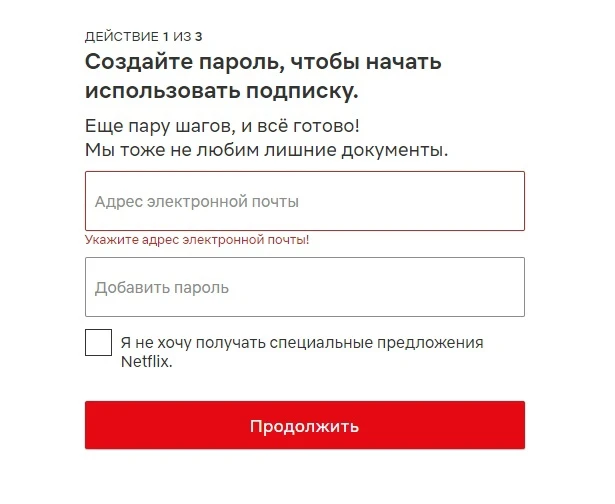 ДЕЙСТВИЕ 1 ИЗ 3
Создайте пароль, чтобы начать
использовать подписку.
Еще пару шагов, и всё готово!
Мы тоже не любим лишние документы.
Адрес электронной почты
Укажите адрес электронной почты!
Добавить пароль
Я не хочу получать специальные предложения
Netflix.
Продолжить